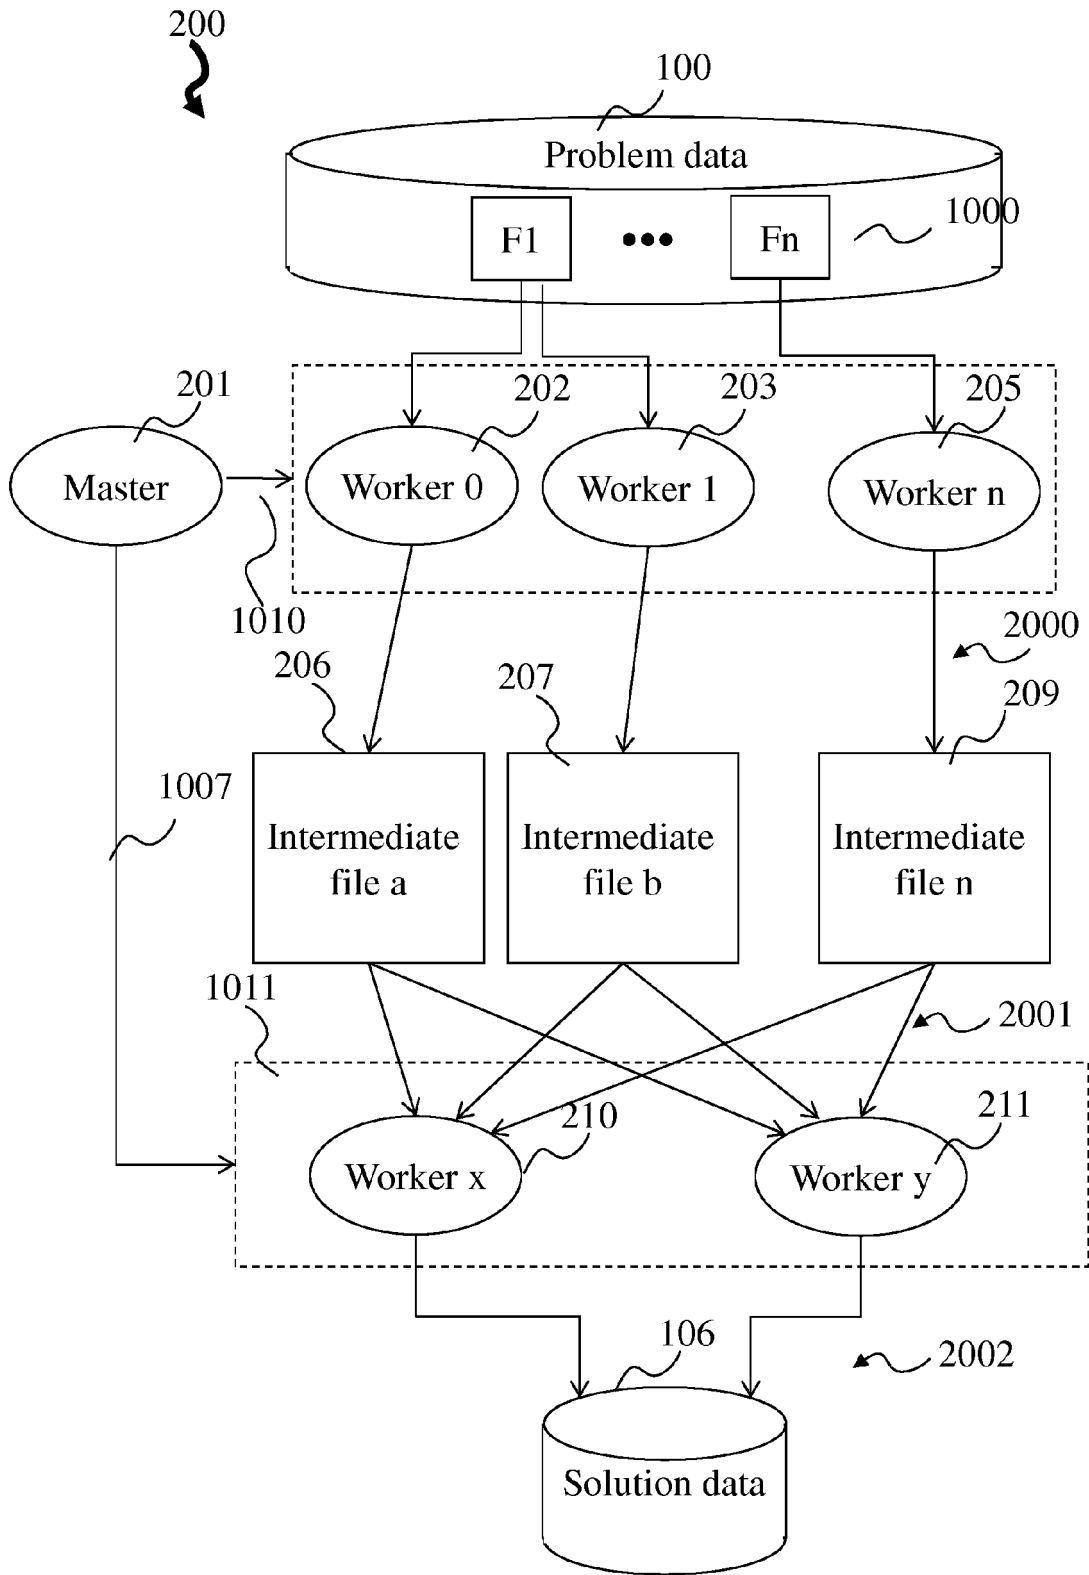 200
100
Problem data
F1
•••
Fn
1000
201
202
203
205
Master
Worker 0
Worker 1
Worker n
1010
2000
206
207
209
1007
Intermediate
file a
Intermediate
file b
Intermediate
file n
1011
2001
210
211
Worker x
Worker y
106
2002
Solution data